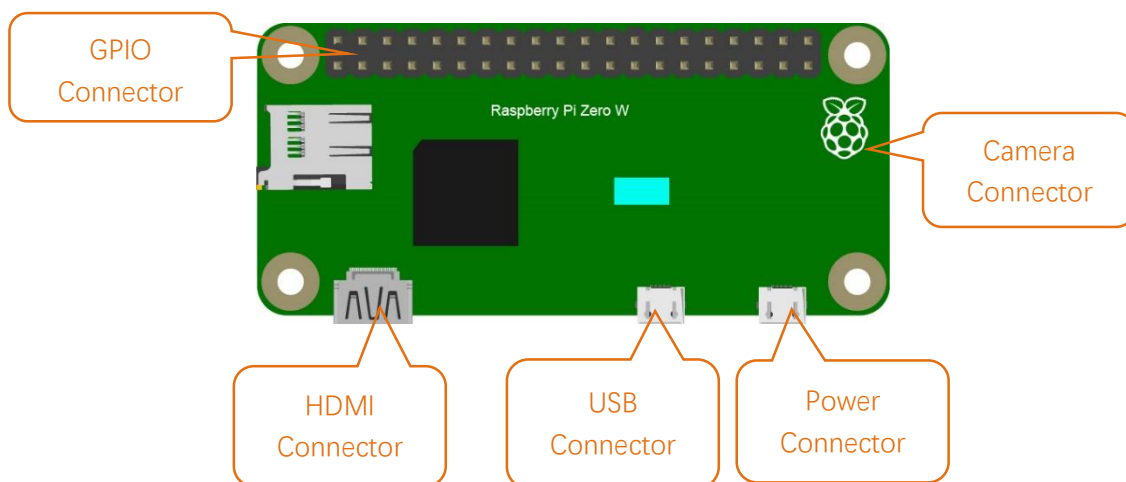 GPIO
Connector
Raspberry Pi Zero W
Camera
Connector
HDMI
Connector
USB
Connector
Power
Connector